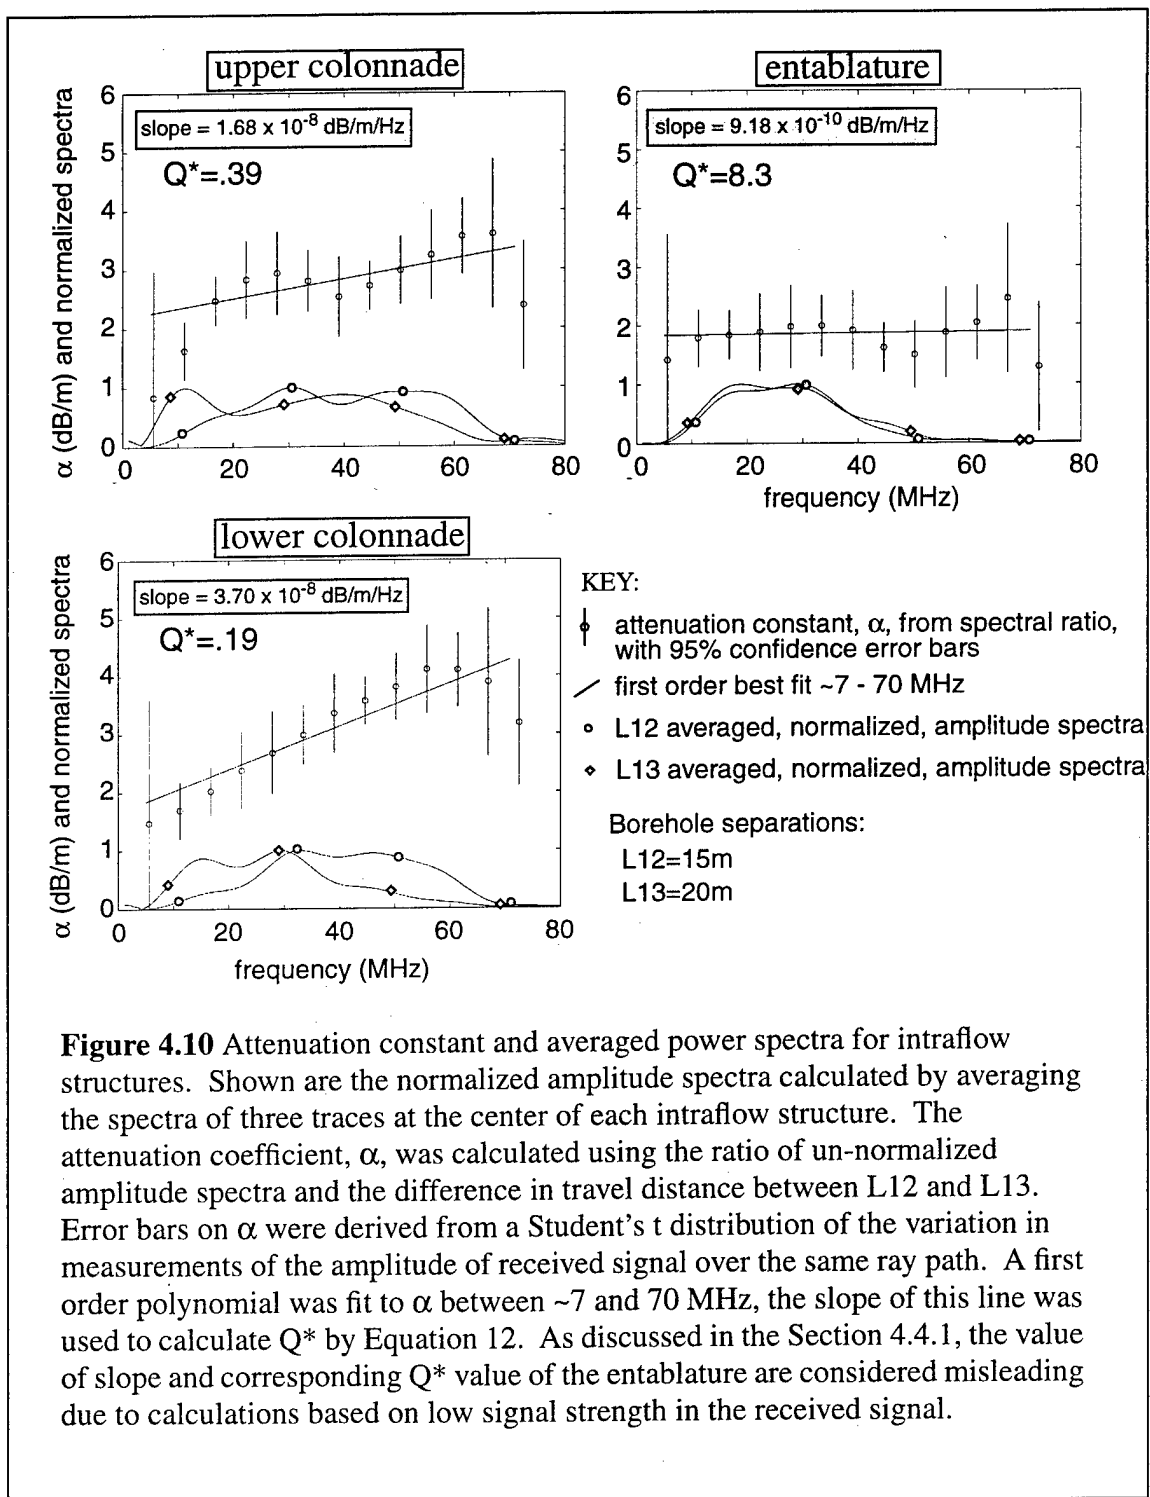 upper colonnade
α (dB/m) and normalized spectra
6
5
4
3
2
1
0
slope = 1.68 x 10-8 dB/m/Hz
Q*=.39
0 20 40 60 80
entablature
6
5
4
3
2
1
0
slope = 9.18 x 10-10 dB/m/Hz
Q*=8.3
0 20 40 60 80
frequency (MHz)
lower colonnade
α (dB/m) and normalized spectra
6
5
4
3
2
1
0
slope = 3.70 x 10-8 dB/m/Hz
Q*=.19
0 20 40 60 80
frequency (MHz)
KEY:
attenuation constant, α, from spectral ratio,
with 95% confidence error bars
first order best fit ~7 - 70 MHz
L12 averaged, normalized, amplitude spectra
L13 averaged, normalized, amplitude spectra
Borehole separations:
L12=15m
L13=20m
Figure 4.10 Attenuation constant and averaged power spectra for intraflow
structures. Shown are the normalized amplitude spectra calculated by averaging
the spectra of three traces at the center of each intraflow structure. The
attenuation coefficient, α, was calculated using the ratio of un-normalized
amplitude spectra and the difference in travel distance between L12 and L13.
Error bars on α were derived from a Student's t distribution of the variation in
measurements of the amplitude of received signal over the same ray path. A first
order polynomial was fit to α between ~7 and 70 MHz, the slope of this line was
used to calculate Q* by Equation 12. As discussed in the Section 4.4.1, the value
of slope and corresponding Q* value of the entablature are considered misleading
due to calculations based on low signal strength in the received signal.